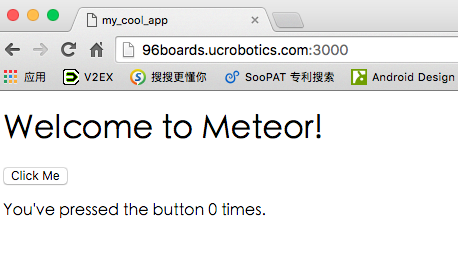 my_cool_app
96boards.ucrobotics.com:3000
应用 V2EX 搜搜更懂你 SooPAT 专利搜索 Android Design
Welcome to Meteor!
Click Me
You've pressed the button 0 times.